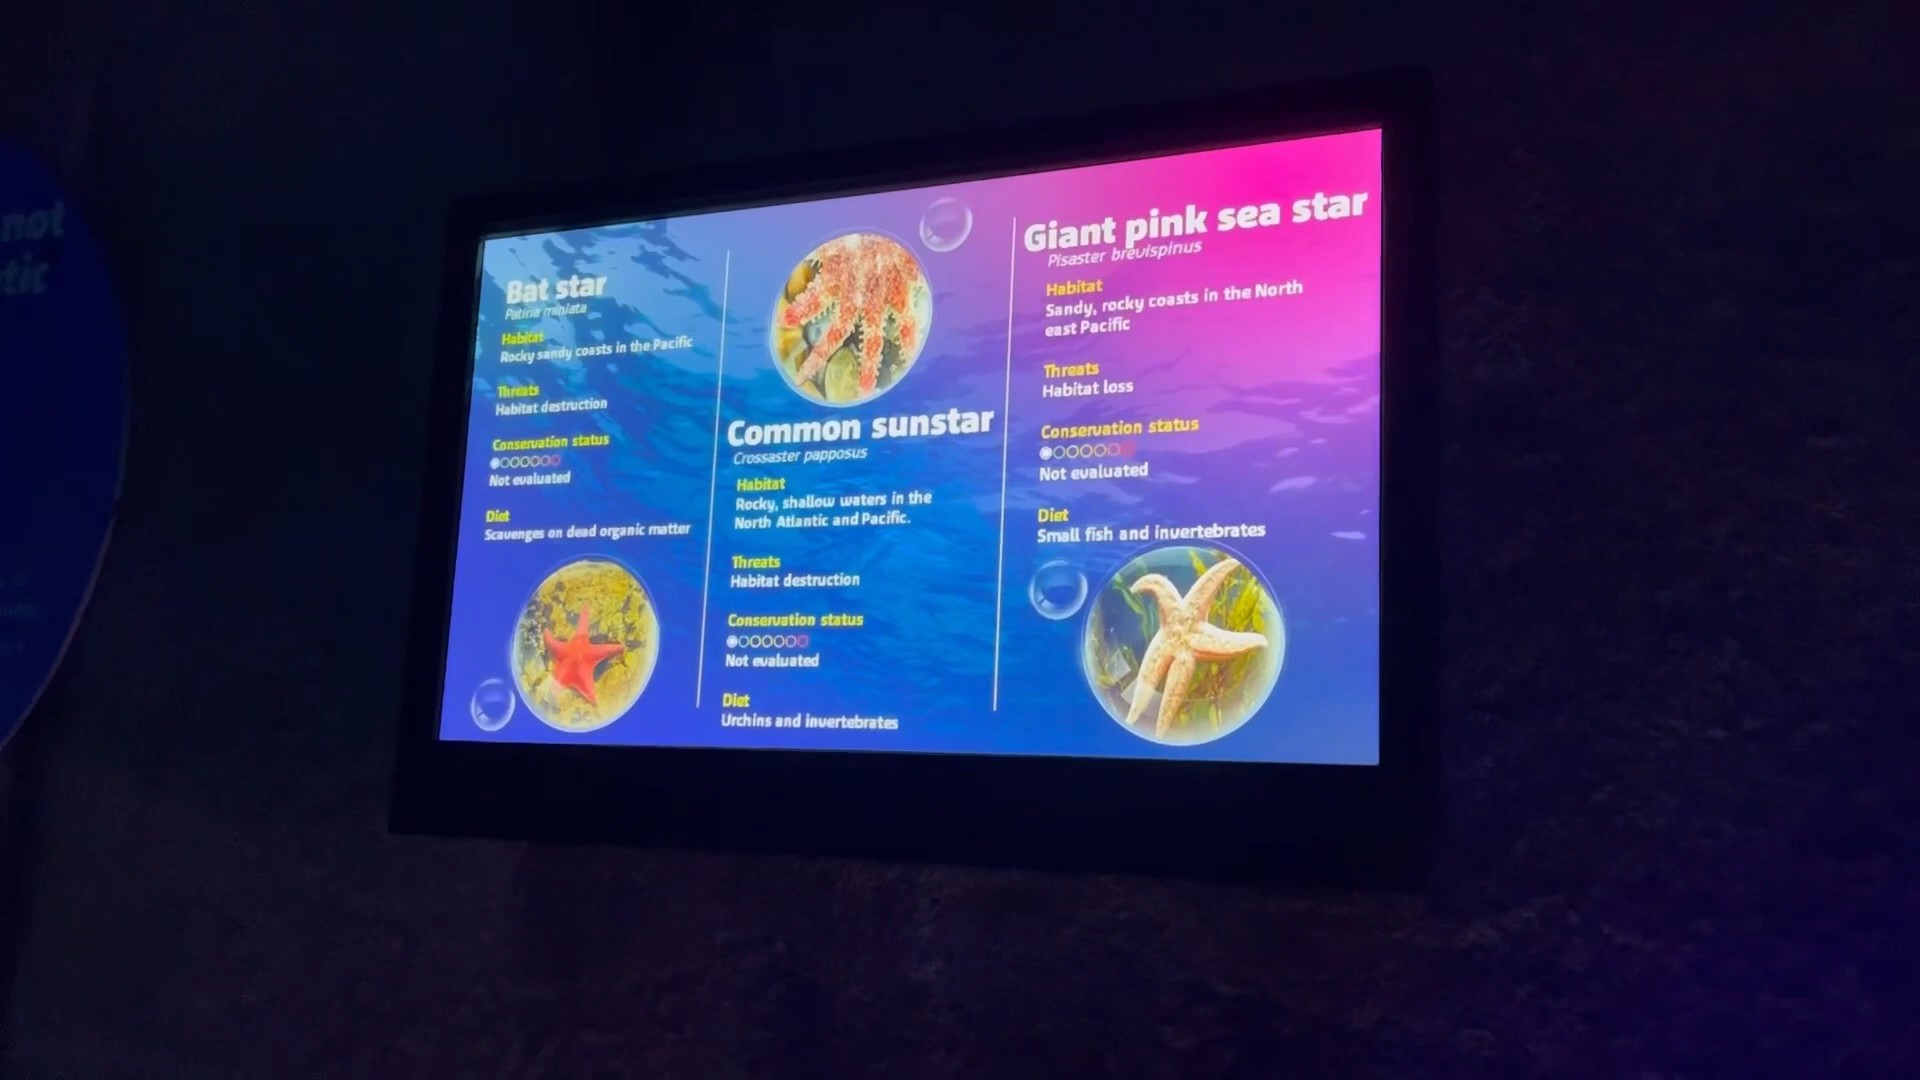 not
tic
Bat star
Patiria miniata
Habitat
Rocky sandy coasts in the Pacific
Threats
Habitat destruction
Conservation status
Not evaluated
Diet
Scavenges on dead organic matter
Common sunstar
Crossaster papposus
Habitat
Rocky, shallow waters in the
North Atlantic and Pacific.
Threats
Habitat destruction
Conservation status
Not evaluated
Diet
Urchins and invertebrates
Giant pink sea star
Pisaster brevispinus
Habitat
Sandy, rocky coasts in the North
east Pacific
Threats
Habitat loss
Conservation status
Not evaluated
Diet
Small fish and invertebrates